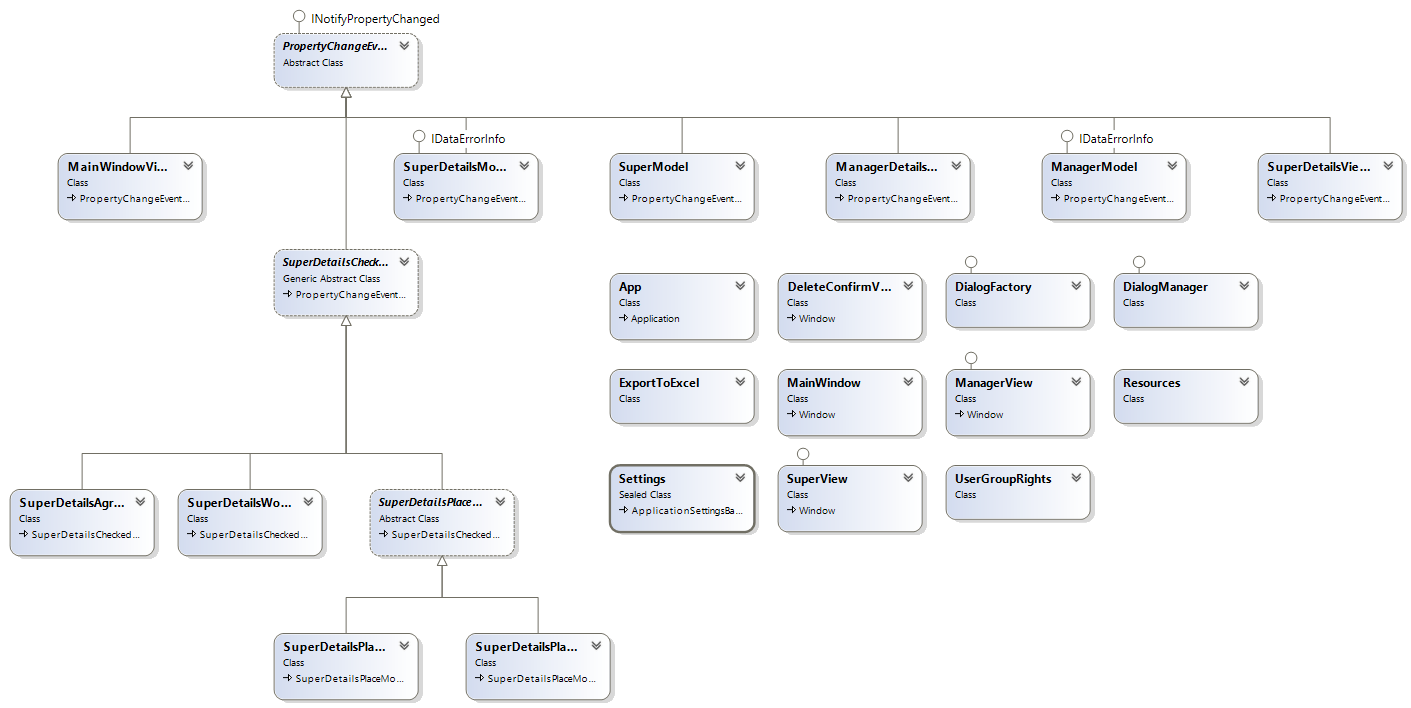 INotifyPropertyChanged
PropertyChangeEv...
Abstract Class
IDataErrorInfo
IDataErrorInfo
MainWindowVi...
Class
PropertyChangeEvent...
SuperDetailsMo...
Class
PropertyChangeEvent...
SuperModel
Class
PropertyChangeEvent...
ManagerDetails...
Class
PropertyChangeEvent...
ManagerModel
Class
PropertyChangeEvent...
SuperDetailsVie...
Class
PropertyChangeEvent...
SuperDetailsCheck...
Generic Abstract Class
PropertyChangeEvent...
App
Class
Application
DeleteConfirmV...
Class
Window
DialogFactory
Class
DialogManager
Class
ExportToExcel
Class
MainWindow
Class
Window
ManagerView
Class
Window
Resources
Class
Settings
Sealed Class
ApplicationSettingsBa...
SuperView
Class
Window
UserGroupRights
Class
SuperDetailsAgr...
Class
SuperDetailsChecked...
SuperDetailsWo...
Class
SuperDetailsChecked...
SuperDetailsPlace...
Abstract Class
SuperDetailsChecked...
SuperDetailsPla...
Class
SuperDetailsPlaceMo...
SuperDetailsPla...
Class
SuperDetailsPlaceMo...